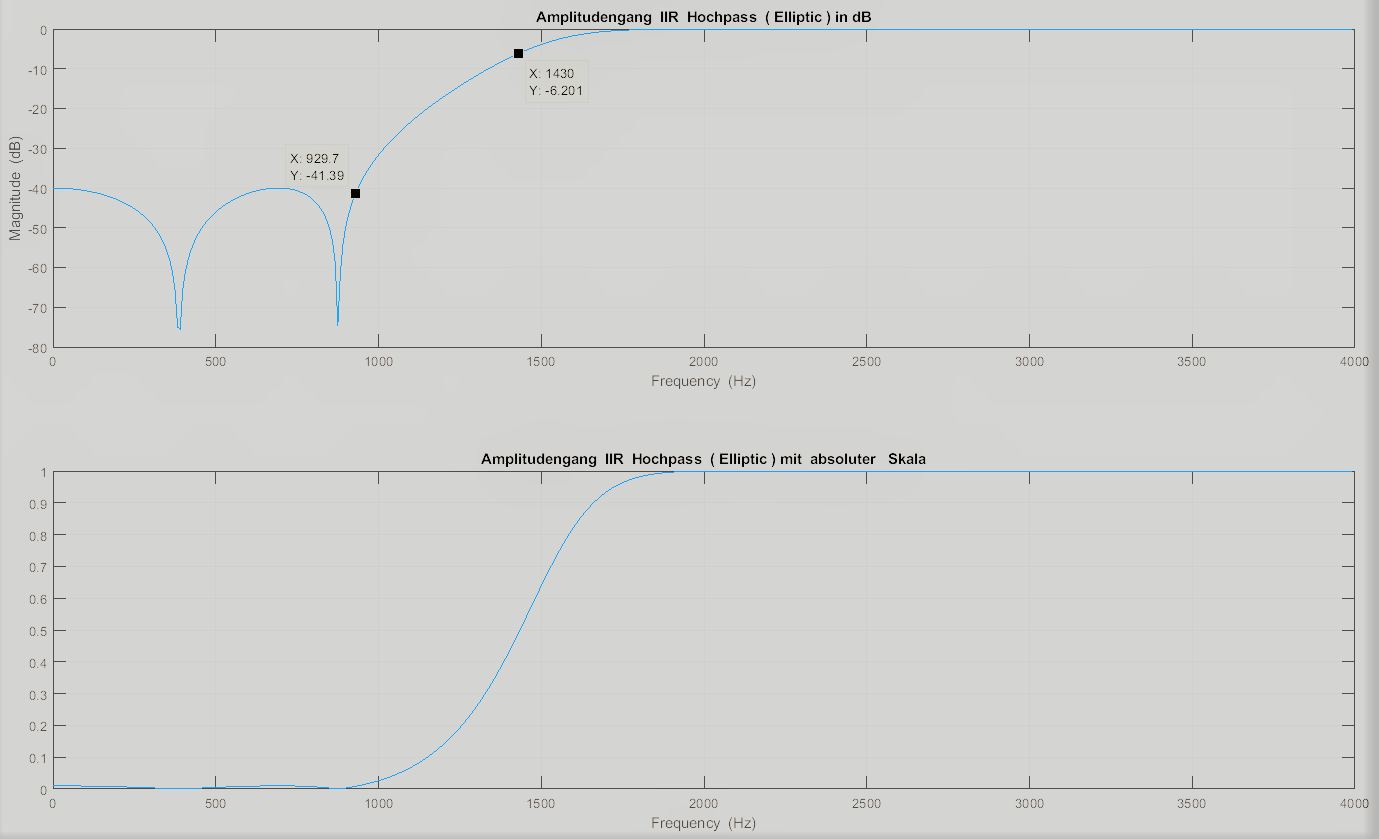 Amplitudengang IIR Hochpass ( Elliptic ) in dB
0
-10
-20
-30
-40
-50
-60
-70
-80
Magnitude (dB)
X: 1430
Y: -6.201
X: 929.7
Y: -41.39
0 500 1000 1500 2000 2500 3000 3500 4000
Frequency (Hz)
Amplitudengang IIR Hochpass ( Elliptic ) mit absoluter Skala
1
0.9
0.8
0.7
0.6
0.5
0.4
0.3
0.2
0.1
0
0 500 1000 1500 2000 2500 3000 3500 4000
Frequency (Hz)